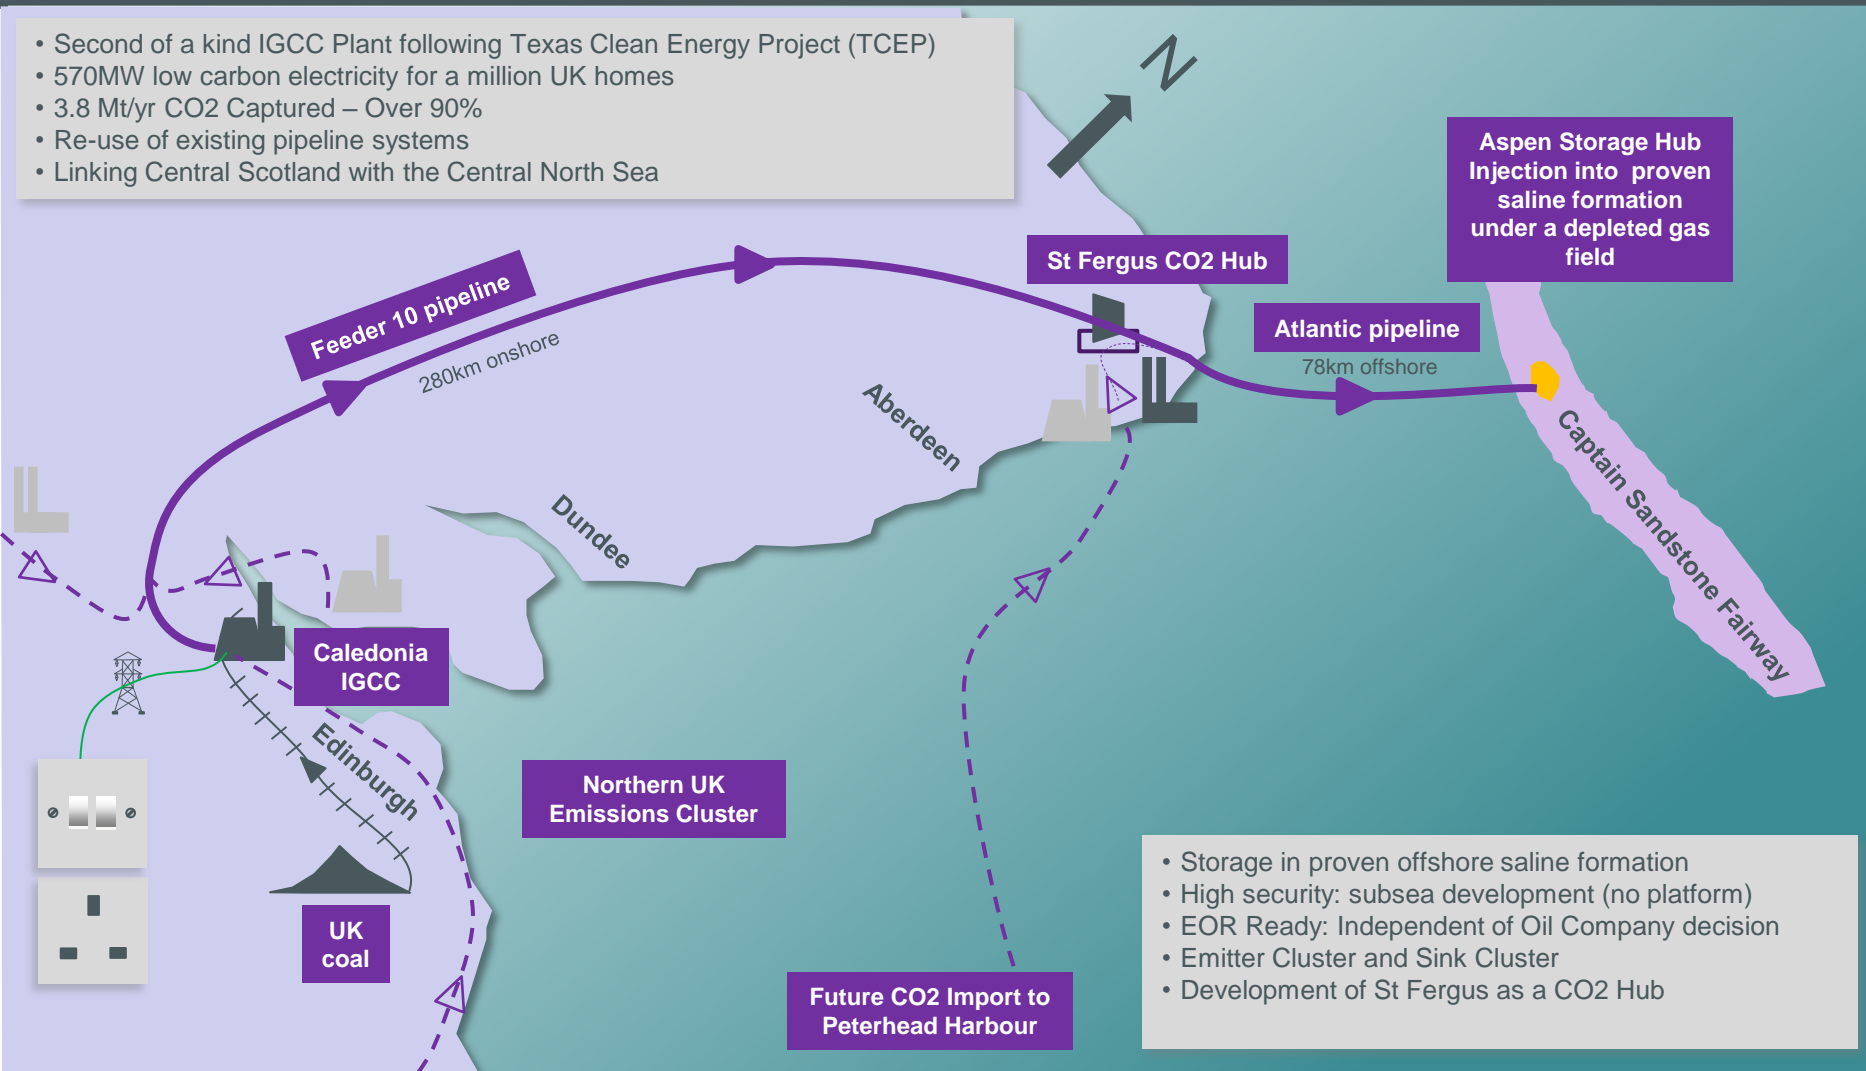 • Second of a kind IGCC Plant following Texas Clean Energy Project (TCEP)
• 570MW low carbon electricity for a million UK homes
• 3.8 Mt/yr CO2 Captured – Over 90%
• Re-use of existing pipeline systems
• Linking Central Scotland with the Central North Sea
N
Aspen Storage Hub
Injection into proven
saline formation
under a depleted gas
field
St Fergus CO2 Hub
Feeder 10 pipeline
280km onshore
Atlantic pipeline
78km offshore
Aberdeen
Dundee
Captain Sandstone Fairway
Caledonia
IGCC
Edinburgh
Northern UK
Emissions Cluster
UK
coal
Future CO2 Import to
Peterhead Harbour
• Storage in proven offshore saline formation
• High security: subsea development (no platform)
• EOR Ready: Independent of Oil Company decision
• Emitter Cluster and Sink Cluster
• Development of St Fergus as a CO2 Hub